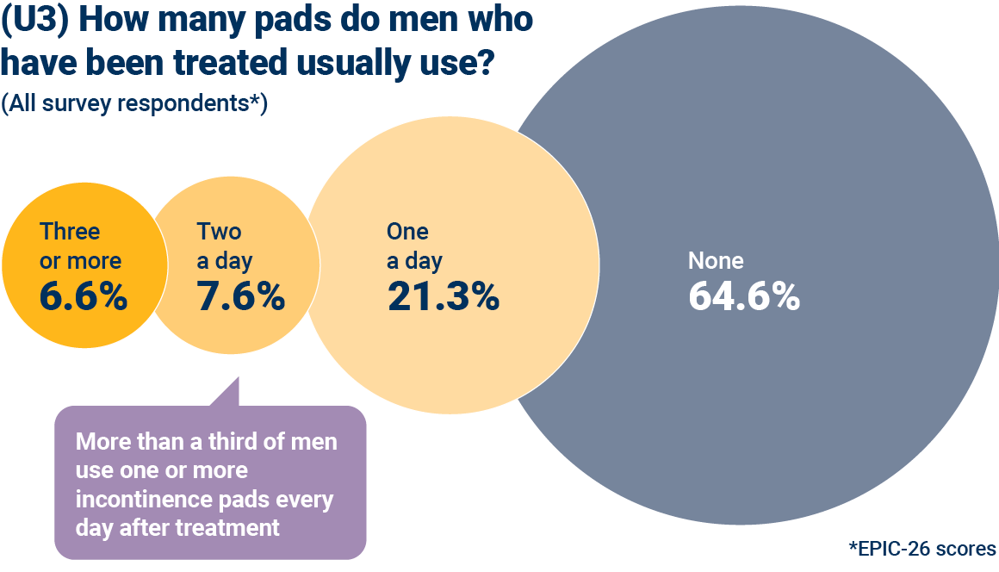 (U3) How many pads do men who
have been treated usually use?
(All survey respondents*)
Three
or more
6.6%
Two
a day
7.6%
One
a day
21.3%
None
64.6%
More than a third of men
use one or more
incontinence pads every
day after treatment
*EPIC-26 scores